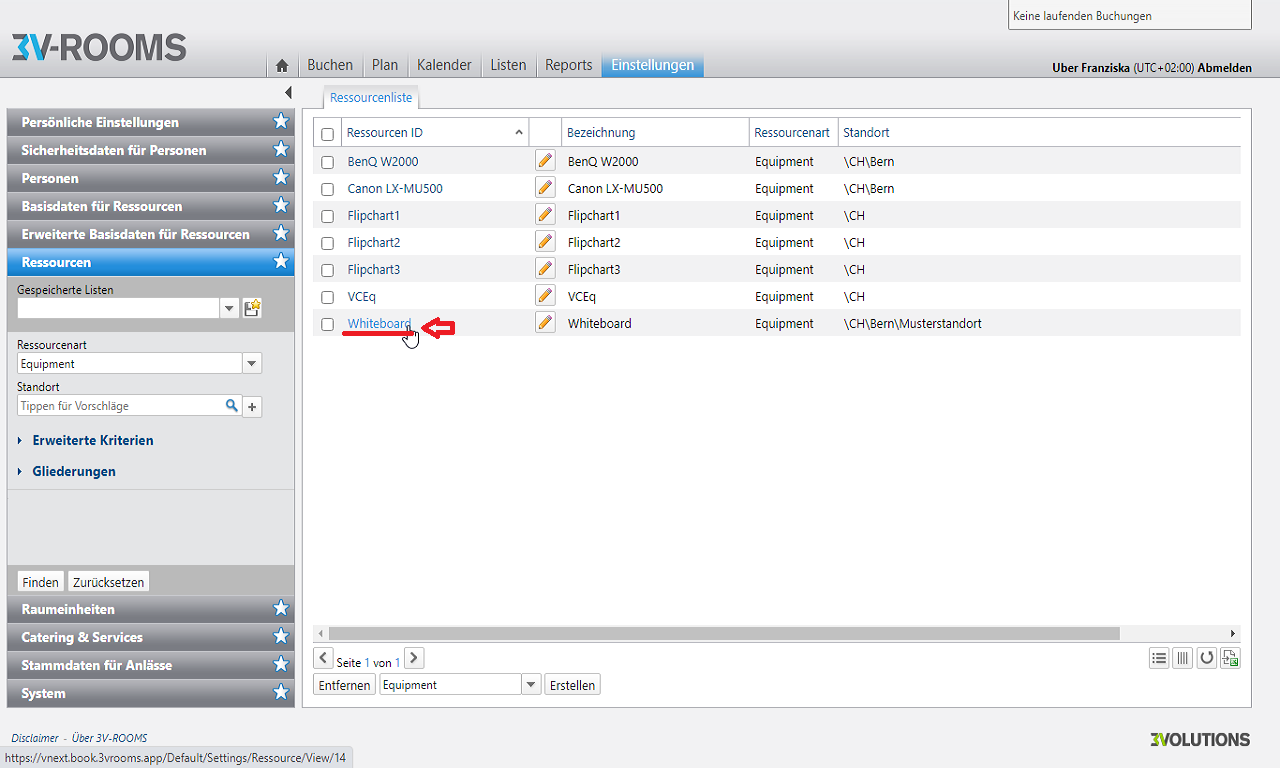 Keine laufenden Buchungen
3V-ROOMS
Buchen Plan Kalender Listen Reports Einstellungen
Uber Franziska (UTC+02:00) Abmelden
Ressourcenliste
Persönliche Einstellungen
Sicherheitsdaten für Personen
Personen
Basisdaten für Ressourcen
Erweiterte Basisdaten für Ressourcen
Ressourcen
Gespeicherte Listen
Ressourcenart
Equipment
Standort
Tippen für Vorschläge
Erweiterte Kriterien
Gliederungen
Finden Zurücksetzen
Raumeinheiten
Catering & Services
Stammdaten für Anlässe
System
Ressourcen ID Bezeichnung Ressourcenart Standort
BenQ W2000 BenQ W2000 Equipment \CH\Bern
Canon LX-MU500 Canon LX-MU500 Equipment \CH\Bern
Flipchart1 Flipchart1 Equipment \CH
Flipchart2 Flipchart2 Equipment \CH
Flipchart3 Flipchart3 Equipment \CH
VCEq VCEq Equipment \CH
Whiteboard Whiteboard Equipment \CH\Bern\Musterstandort
Seite 1 von 1
Entfernen Equipment Erstellen
Disclaimer - Über 3V-ROOMS
3VOLUTIONS
https://vnext.book.3vrooms.app/Default/Settings/Ressource/View/14